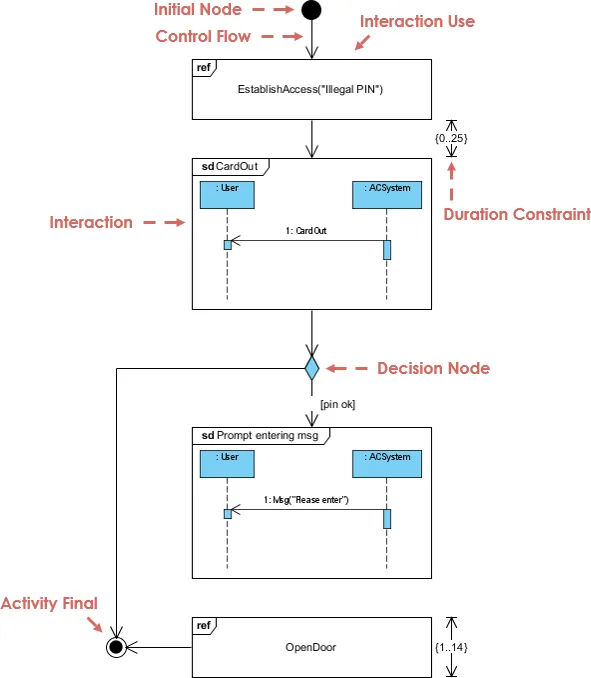 Initial Node
Interaction Use
Control Flow
ref
EstablishAccess("Illegal PIN")
{0..25}
sd CardOut
: User
: ACSystem
Duration Constraint
Interaction
1: CardOut
Decision Node
[pin ok]
sd Prompt entering msg
: User
: ACSystem
1: Msg("Please enter")
Activity Final
ref
OpenDoor
{1..14}